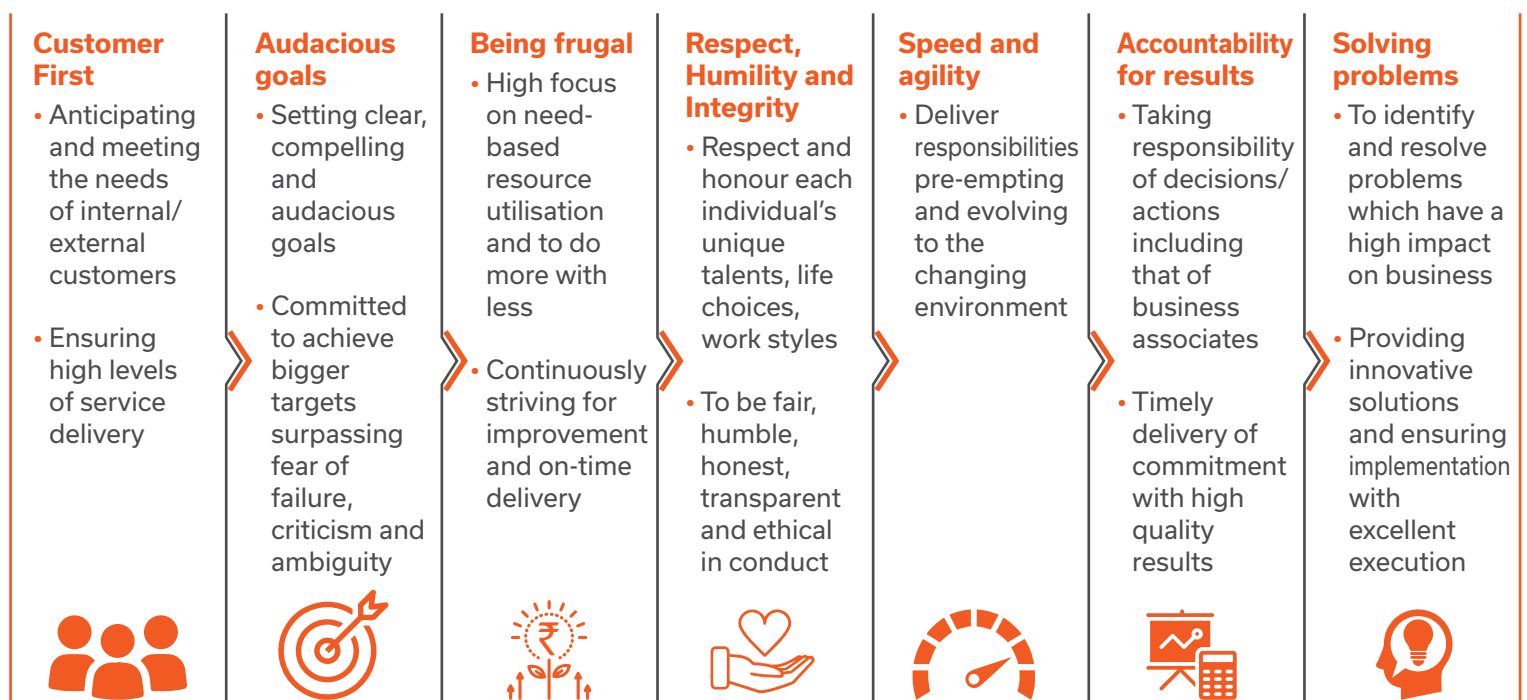 Customer
First
• Anticipating
and meeting
the needs
of internal/
external
customers
• Ensuring
high levels
of service
delivery
Audacious
goals
• Setting clear,
compelling
and
audacious
goals
• Committed
to achieve
bigger
targets
surpassing
fear of
failure,
criticism and
ambiguity
Being frugal
• High focus
on need-
based
resource
utilisation
and to do
more with
less
• Continuously
striving for
improvement
and on-time
delivery
₹
Respect,
Humility and
Integrity
• Respect and
honour each
individual’s
unique
talents, life
choices,
work styles
• To be fair,
humble,
honest,
transparent
and ethical
in conduct
Speed and
agility
• Deliver
responsibilities
pre-empting
and evolving
to the
changing
environment
Accountability
for results
• Taking
responsibility
of decisions/
actions
including
that of
business
associates
• Timely
delivery of
commitment
with high
quality
results
Solving
problems
• To identify
and resolve
problems
which have a
high impact
on business
• Providing
innovative
solutions
and ensuring
implementation
with
excellent
execution